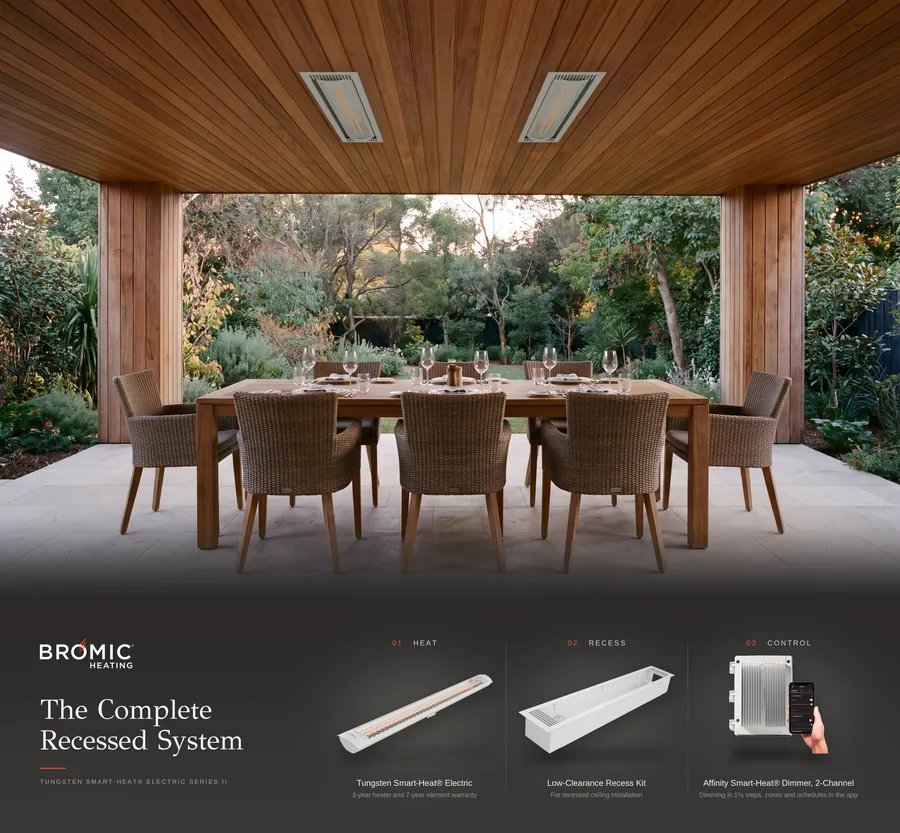 BROMIC
HEATING
The Complete
Recessed System
TUNGSTEN SMART-HEAT® ELECTRIC SERIES II
01 HEAT
Tungsten Smart-Heat® Electric
3-year heater and 7-year element warranty
02 RECESS
Low-Clearance Recess Kit
For recessed ceiling installation
03 CONTROL
Affinity Smart-Heat® Dimmer, 2-Channel
Dimming in 1% steps, zones and schedules in the app